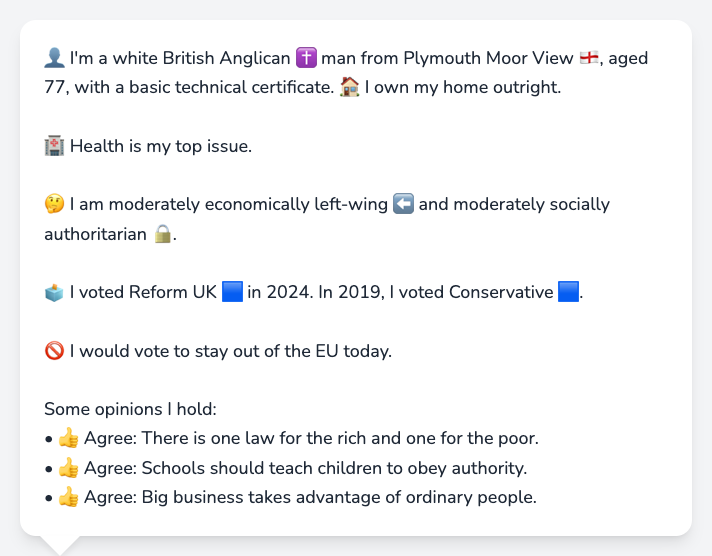 👤 I'm a white British Anglican ✝️ man from Plymouth Moor View 🏴󠁧󠁢󠁥󠁮󠁧󠁿, aged
77, with a basic technical certificate. 🏠 I own my home outright.
🏥 Health is my top issue.
🤔 I am moderately economically left-wing ⬅️ and moderately socially
authoritarian 🔒.
🗳️ I voted Reform UK 🟦 in 2024. In 2019, I voted Conservative 🟦.
🚫 I would vote to stay out of the EU today.
Some opinions I hold:
• 👍 Agree: There is one law for the rich and one for the poor.
• 👍 Agree: Schools should teach children to obey authority.
• 👍 Agree: Big business takes advantage of ordinary people.